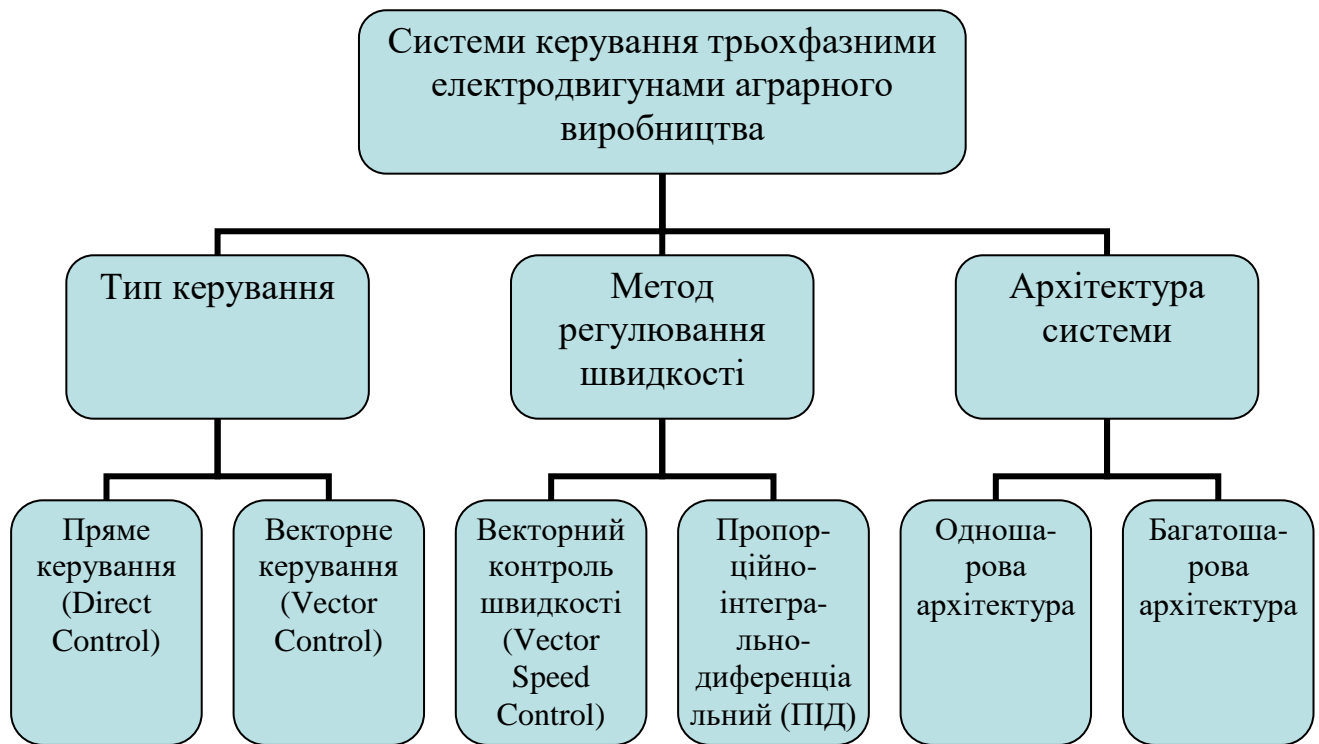 Системи керування трьохфазними
електродвигунами аграрного
виробництва
Тип керування
Метод
регулювання
швидкості
Архітектура
системи
Пряме
керування
(Direct
Control)
Векторне
керування
(Vector
Control)
Векторний
контроль
швидкості
(Vector
Speed
Control)
Пропор-
ційно-
інтегра-
льно-
диференціа
льний (ПІД)
Одноша-
рова
архітектура
Багатоша-
рова
архітектура